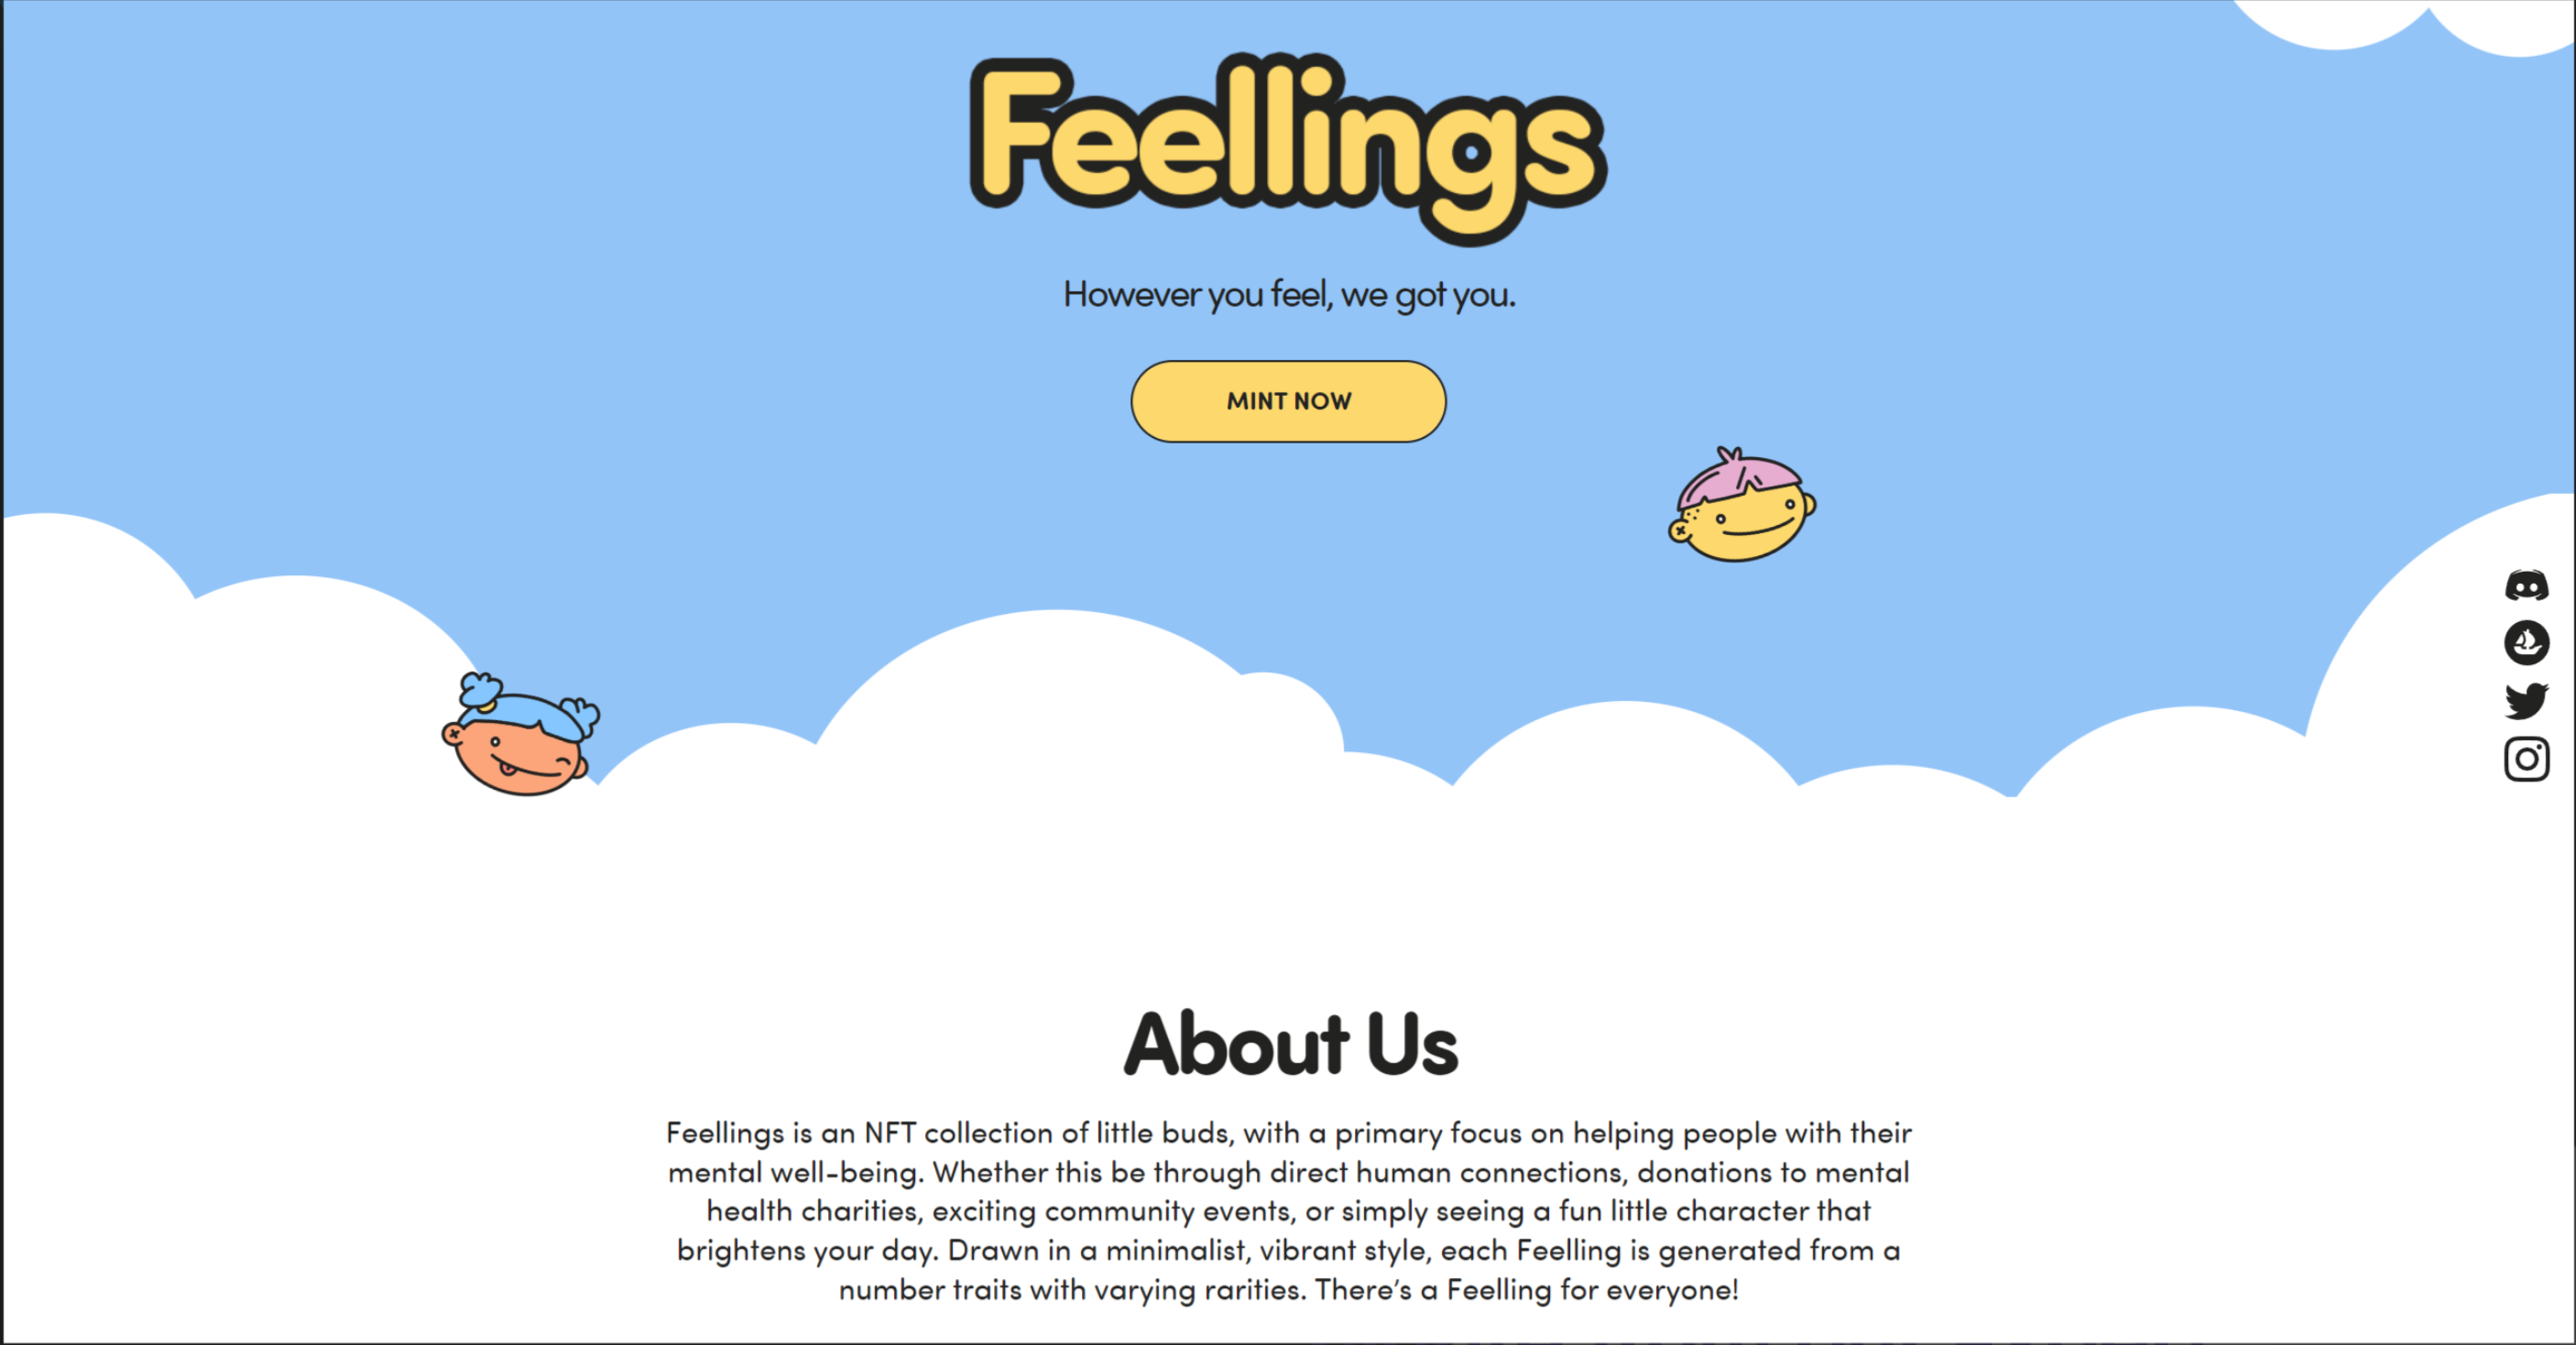 Feellings
However you feel, we got you.
MINT NOW
About Us
Feellings is an NFT collection of little buds, with a primary focus on helping people with their
mental well-being. Whether this be through direct human connections, donations to mental
health charities, exciting community events, or simply seeing a fun little character that
brightens your day. Drawn in a minimalist, vibrant style, each Feelling is generated from a
number traits with varying rarities. There's a Feelling for everyone!